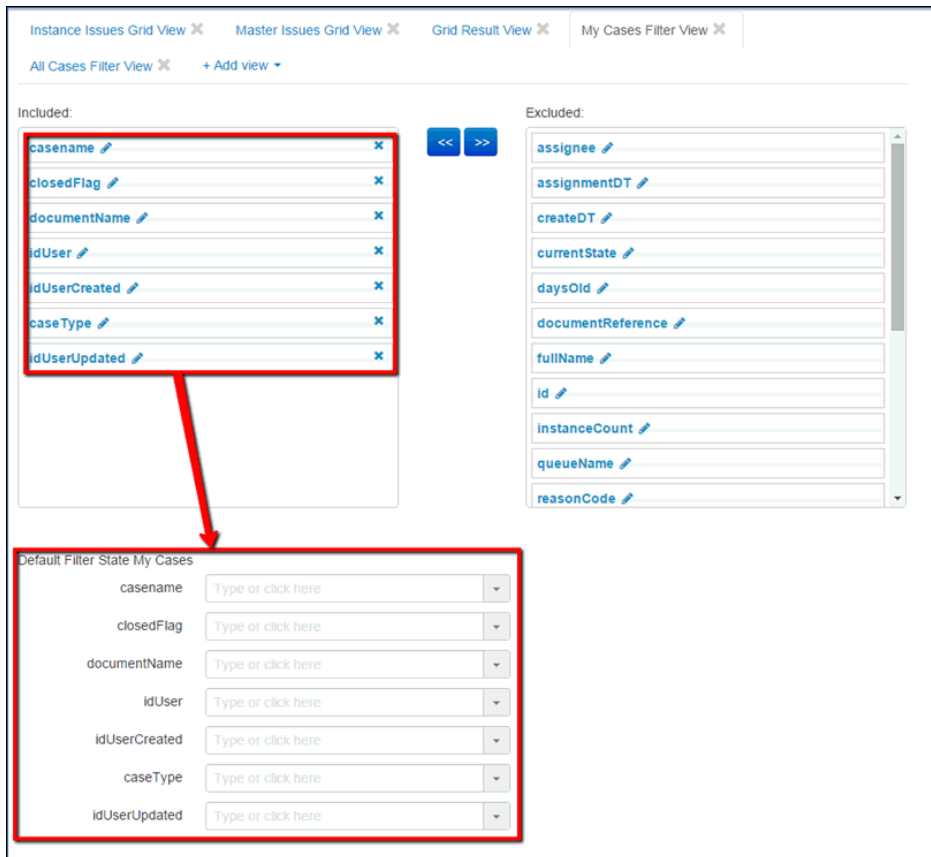 Instance Issues Grid View
Master Issues Grid View
Grid Result View
My Cases Filter View
All Cases Filter View
+ Add view
Included:
casename
closedFlag
documentName
idUser
idUserCreated
caseType
idUserUpdated
<<
>>
Excluded:
assignee
assignmentDT
createDT
currentState
daysOld
documentReference
fullName
id
instanceCount
queueName
reasonCode
Default Filter State My Cases
casename Type or click here
closedFlag Type or click here
documentName Type or click here
idUser Type or click here
idUserCreated Type or click here
caseType Type or click here
idUserUpdated Type or click here